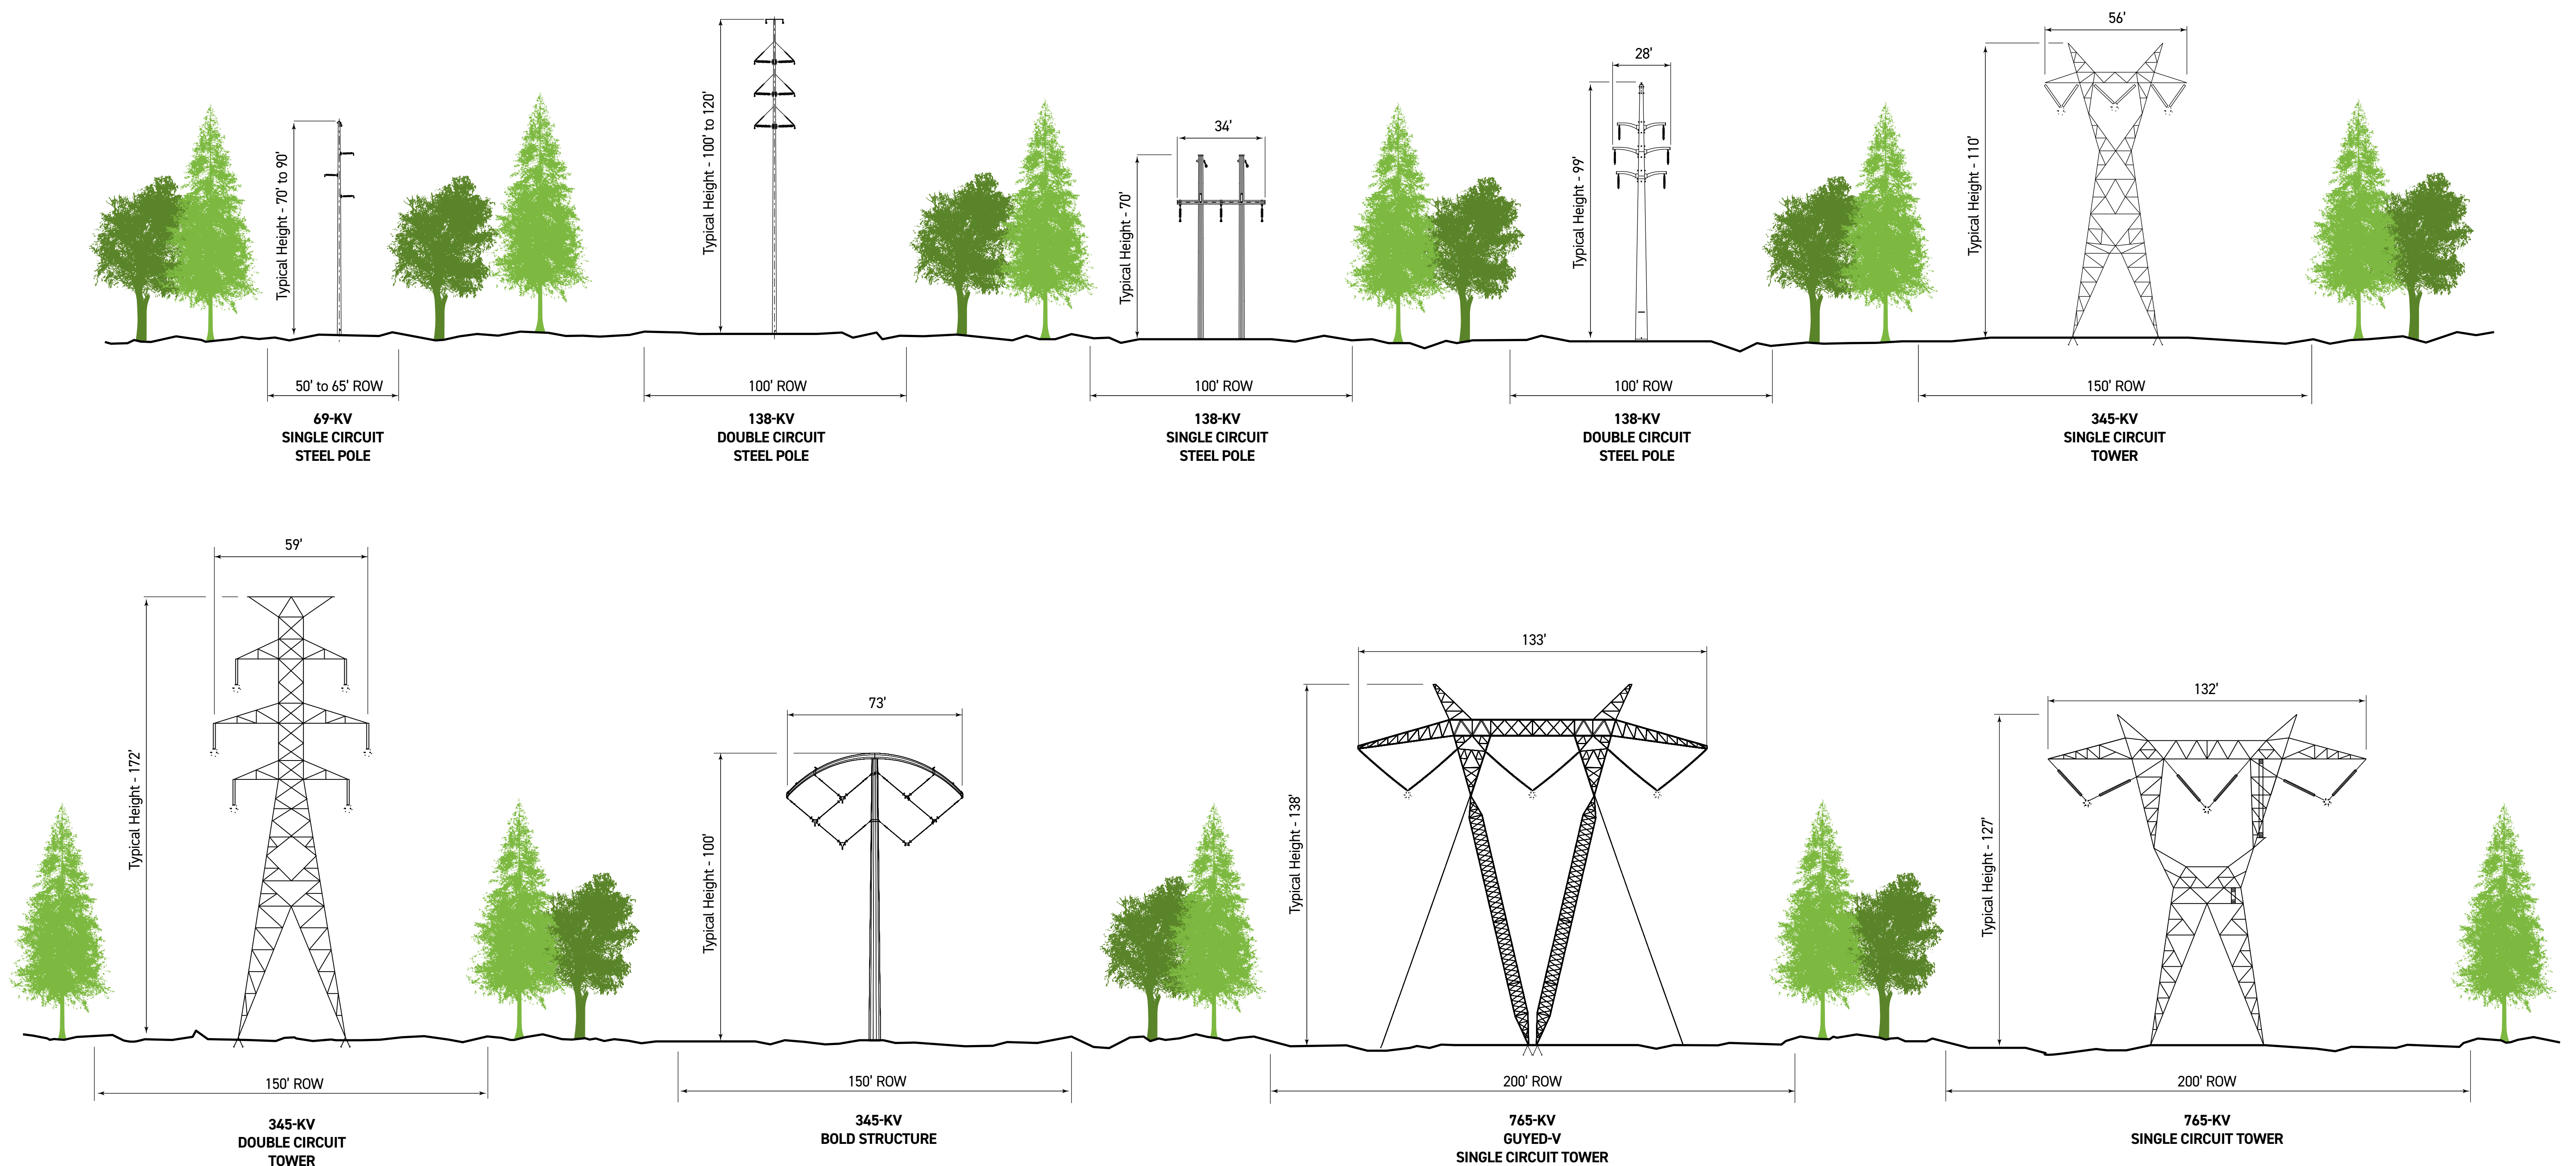 Typical Height - 70' to 90'
50' to 65' ROW
69-KV
SINGLE CIRCUIT
STEEL POLE
Typical Height - 100' to 120'
100' ROW
138-KV
DOUBLE CIRCUIT
STEEL POLE
34'
Typical Height - 70'
100' ROW
138-KV
SINGLE CIRCUIT
STEEL POLE
28'
Typical Height - 99'
100' ROW
138-KV
DOUBLE CIRCUIT
STEEL POLE
56'
Typical Height - 110'
150' ROW
345-KV
SINGLE CIRCUIT
TOWER
59'
Typical Height - 172'
150' ROW
345-KV
DOUBLE CIRCUIT
TOWER
73'
Typical Height - 100'
150' ROW
345-KV
BOLD STRUCTURE
133'
Typical Height - 138'
200' ROW
765-KV
GUYED-V
SINGLE CIRCUIT TOWER
132'
Typical Height - 127'
200' ROW
765-KV
SINGLE CIRCUIT TOWER